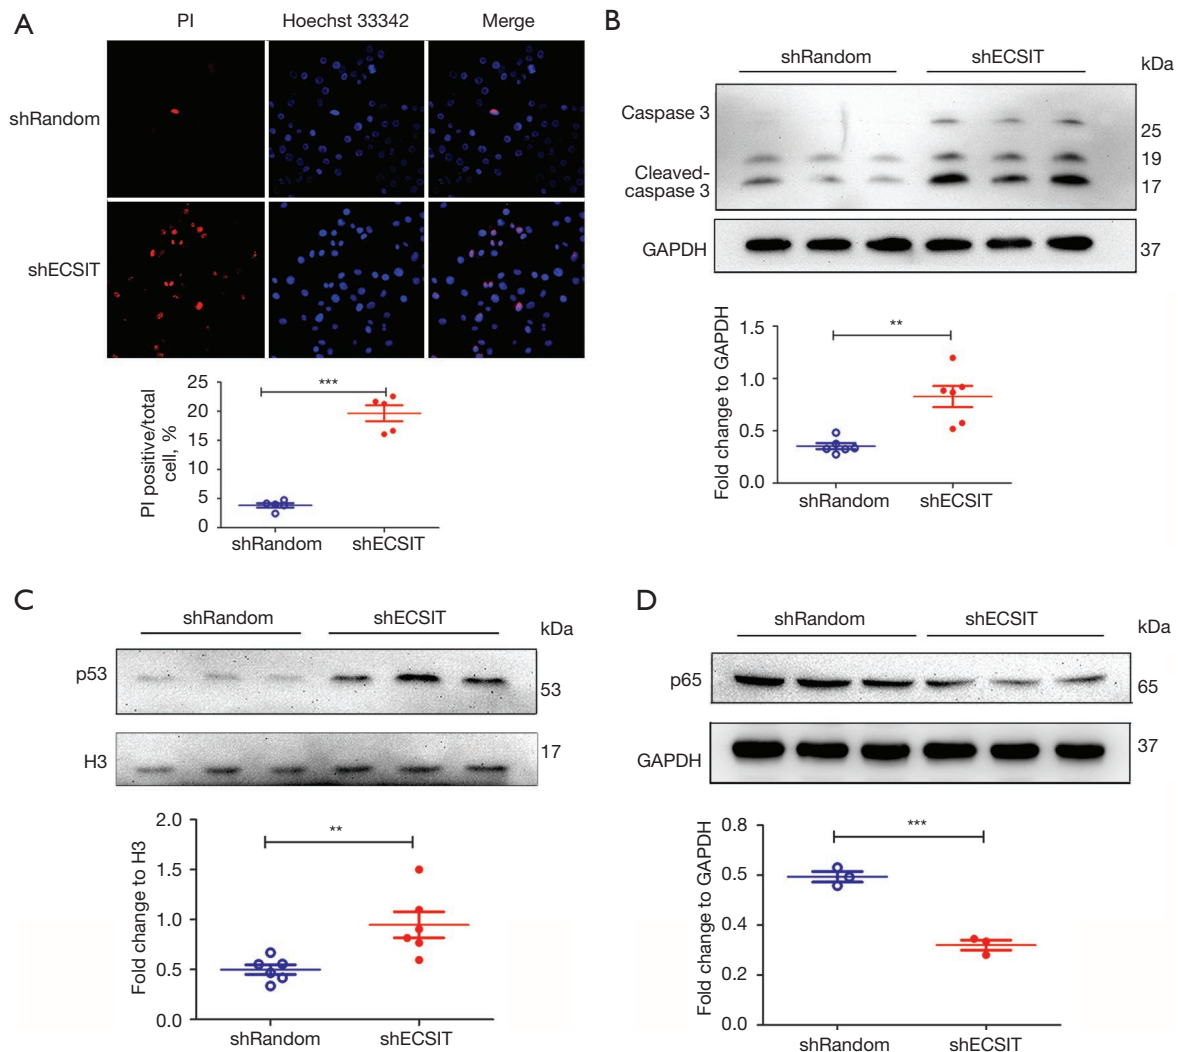 A
PI
Hoechst 33342
Merge
shRandom
shECSIT
25
20
15
10
5
0
PI positive/total
cell, %
***
shRandom
shECSIT
B
shRandom
shECSIT
kDa
Caspase 3
25
19
Cleaved-
caspase 3
17
GAPDH
37
1.5
1.0
0.5
0.0
Fold change to GAPDH
**
shRandom
shECSIT
C
shRandom
shECSIT
kDa
p53
53
17
H3
2.0
1.5
1.0
0.5
0.0
Fold change to H3
**
shRandom
shECSIT
D
shRandom
shECSIT
kDa
p65
65
37
GAPDH
0.8
0.5
0.4
0.2
0.0
Fold change to GAPDH
***
shRandom
shECSIT